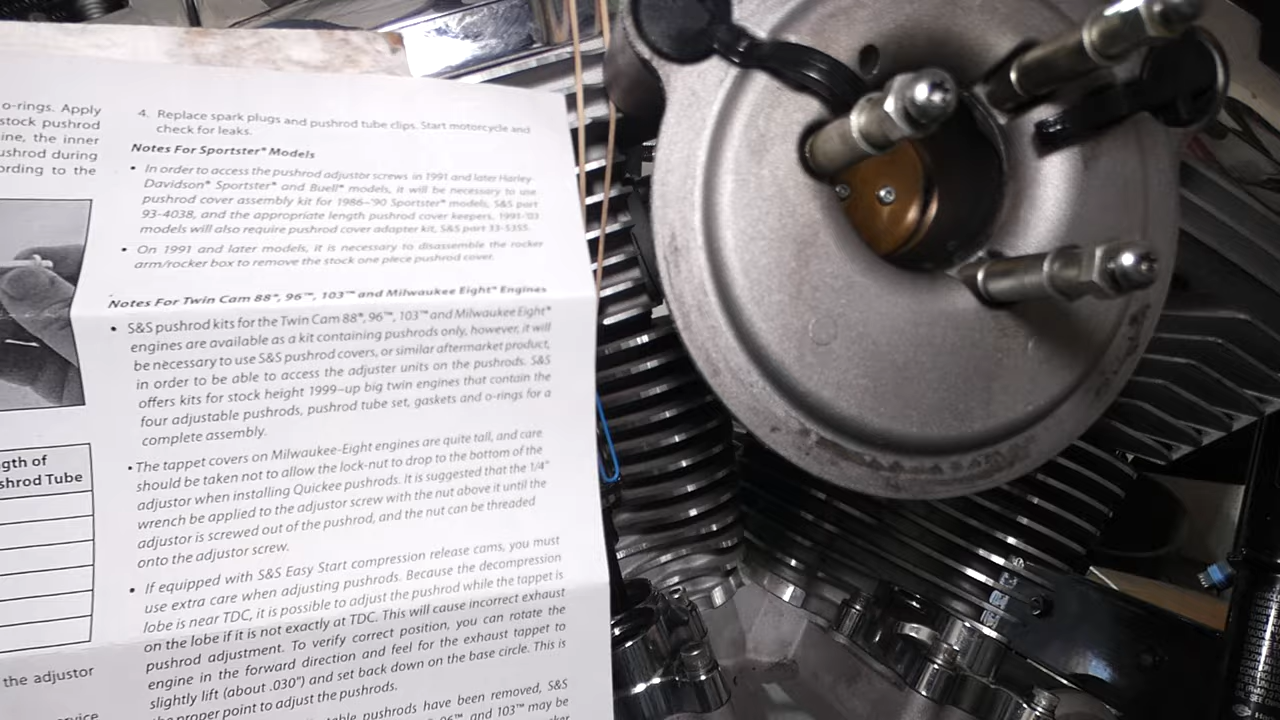 o-rings. Apply
stock pushrod
ine, the inner
ushrod during
ording to the
gth of
shrod Tube
the adjustor
4. Replace spark plugs and pushrod tube clips. Start motorcycle and
check for leaks.
Notes For Sportster® Models
• In order to access the pushrod adjustor screws in 1991 and later Harley
Davidson® Sportster® and Buell® models, it will be necessary to use
pushrod cover assembly kit for 1986-'90 Sportster® models, S&S part
93-4038, and the appropriate length pushrod cover keepers. 1991-'03
models will also require pushrod cover adapter kit, S&S part 33-5355.
• On 1991 and later models, it is necessary to disassemble the rocker
arm/rocker box to remove the stock one piece pushrod cover.
Notes For Twin Cam 88®, 96™, 103™ and Milwaukee Eight® Engines
• S&S pushrod kits for the Twin Cam 88®, 96™, 103™ and Milwaukee Eight®
engines are available as a kit containing pushrods only, however, it will
be necessary to use S&S pushrod covers, or similar aftermarket product,
in order to be able to access the adjuster units on the pushrods. S&S
offers kits for stock height 1999–up big twin engines that contain the
four adjustable pushrods, pushrod tube set, gaskets and o-rings for a
complete assembly.
• The tappet covers on Milwaukee-Eight engines are quite tall, and care
should be taken not to allow the lock-nut to drop to the bottom of the
adjustor when installing Quickee pushrods. It is suggested that the 1/4"
wrench be applied to the adjustor screw with the nut above it until the
adjustor is screwed out of the pushrod, and the nut can be threaded
onto the adjustor screw.
• If equipped with S&S Easy Start compression release cams, you must
use extra care when adjusting pushrods. Because the decompression
lobe is near TDC, it is possible to adjust the pushrod while the tappet is
on the lobe if it is not exactly at TDC. This will cause incorrect exhaust
pushrod adjustment. To verify correct position, you can rotate the
engine in the forward direction and feel for the exhaust tappet to
slightly lift (about .030") and set back down on the base circle. This is
the proper point to adjust the pushrods.
table pushrods have been removed, S&S
96™ and 103™ may be